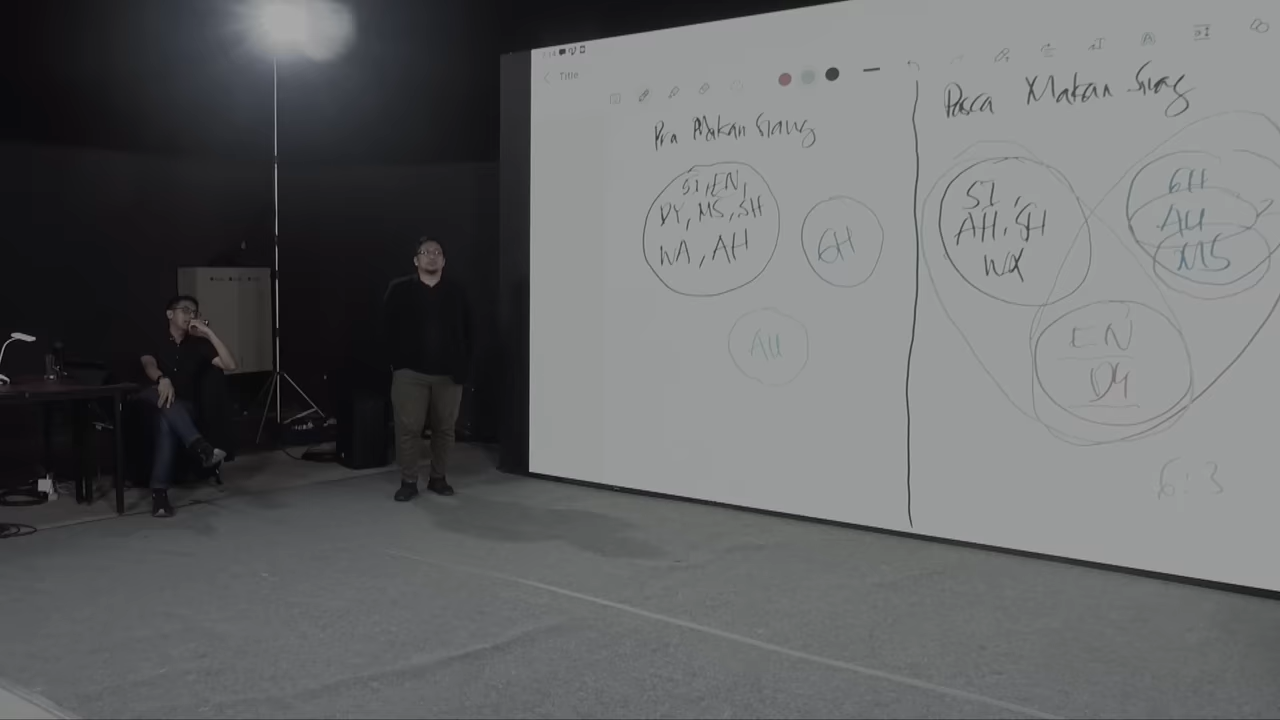 Title
Pra Makan Siang
SI, EN,
DY, MS, SH
WA, AH
GH
AU
Pasca Makan Siang
SI,
AH, SH
WA
GH
AU
MS
EN
DY
6:3